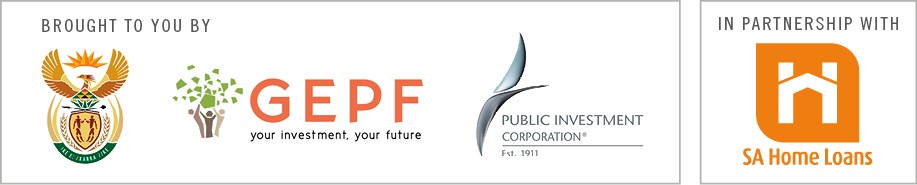 BROUGHT TO YOU BY
GEPF
your investment, your future
PUBLIC INVESTMENT
CORPORATION®
Est. 1911
IN PARTNERSHIP WITH
SA Home Loans